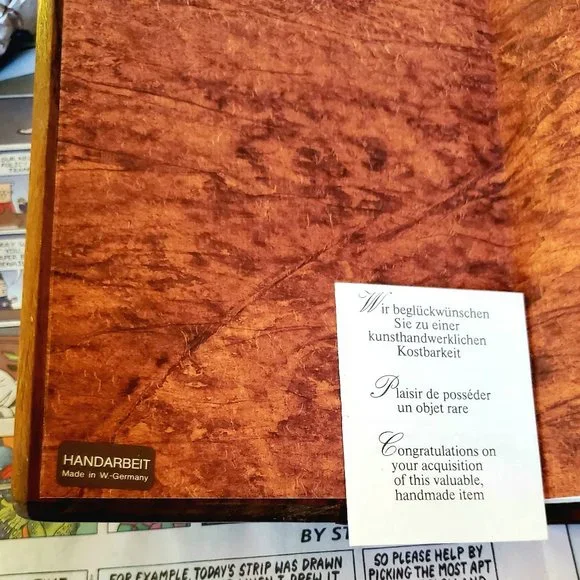 Wir beglückwünschen
Sie zu einer
kunsthandwerklichen
Kostbarkeit
Plaisir de posséder
un objet rare
Congratulations on
your acquisition
of this valuable,
handmade item
HANDARBEIT
Made in W.-Germany
BY ST
FOR EXAMPLE, TODAY'S STRIP WAS DRAWN
SO PLEASE HELP BY
PICKING THE MOST APT